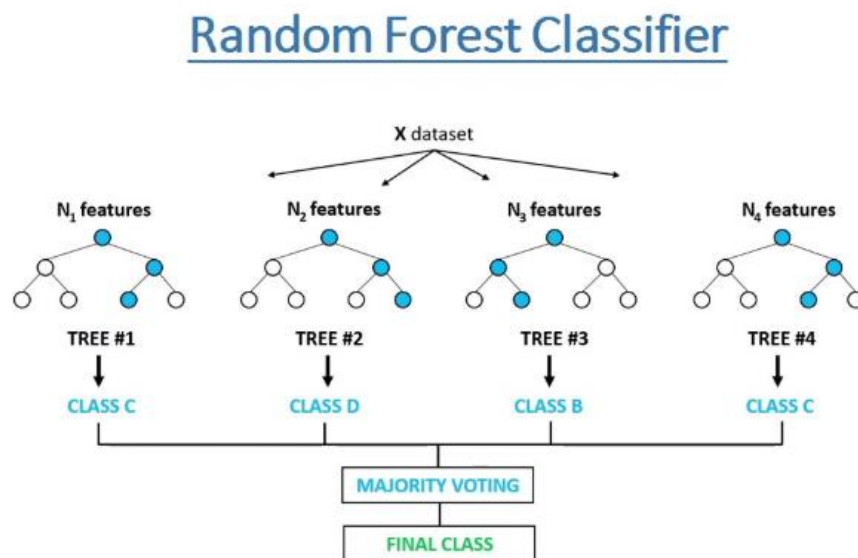 Random Forest Classifier
X dataset
N₁ features N₂ features N₃ features N₄ features
TREE #1 TREE #2 TREE #3 TREE #4
CLASS C CLASS D CLASS B CLASS C
MAJORITY VOTING
FINAL CLASS